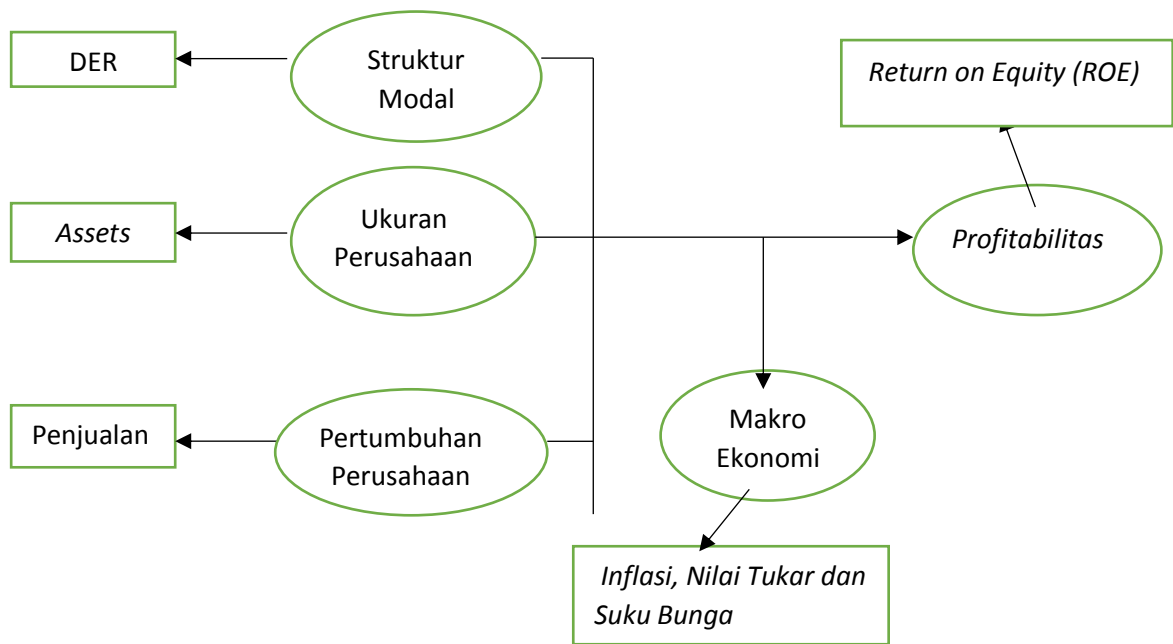 DER
Struktur
Modal
Return on Equity (ROE)
Assets
Ukuran
Perusahaan
Profitabilitas
Penjualan
Pertumbuhan
Perusahaan
Makro
Ekonomi
Inflasi, Nilai Tukar dan
Suku Bunga